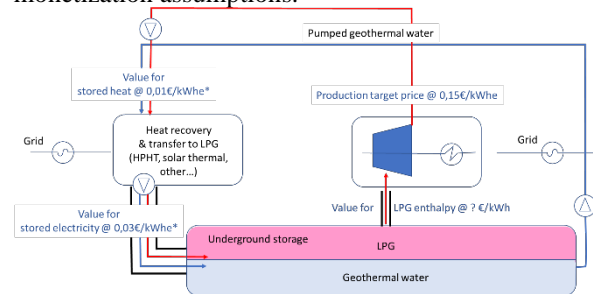 monetization assumptions.
Pumped geothermal water
Value for
stored heat @ 0,01€/kWhe*
Production target price @ 0,15€/kWhe
Grid
Heat recovery
& transfer to LPG
(HPHT, solar thermal,
other...)
Grid
Value for
stored electricity @ 0,03€/kWhe*
Value for LPG enthalpy @ ? €/kWh
Underground storage
LPG
Geothermal water